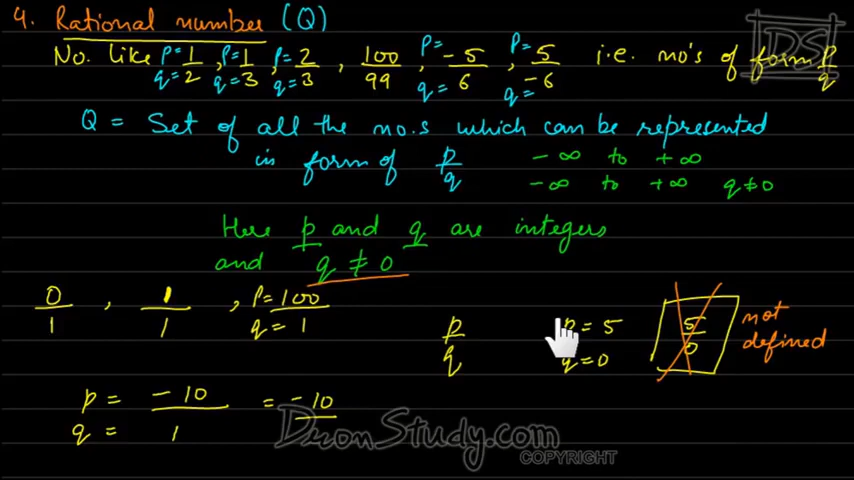 4. Rational number (Q)
No. like p= 1/2 q=, p= 1/3 q=, p= 2/3 q=, 100/99, p= -5/6 q=, p= 5/-6 q= i.e. no's of form p/q
Q = Set of all the no.s which can be represented
in form of p/q -∞ to +∞
-∞ to +∞ q≠0
Here p and q are integers
and q ≠ 0
0/1, 1/1, p=100
q= 1
p/q
p = 5
q=0
5/0
not
defined
p = -10 = -10
q = 1
DronStudy.com
COPYRIGHT
DS